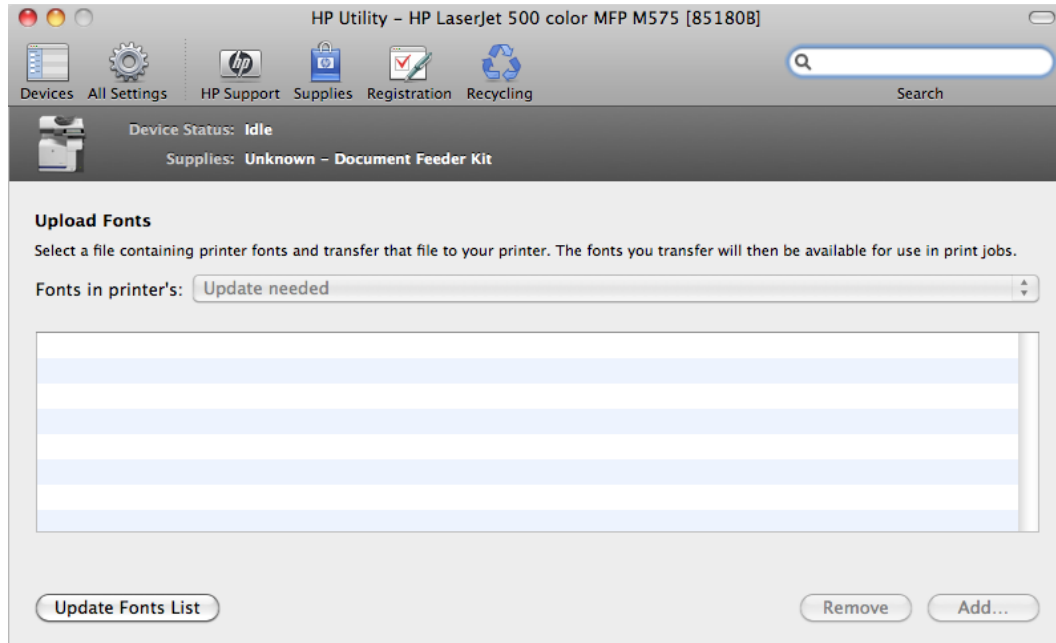 HP Utility – HP LaserJet 500 color MFP M575 [85180B]
Devices All Settings HP Support Supplies Registration Recycling Search
Device Status: Idle
Supplies: Unknown – Document Feeder Kit
Upload Fonts
Select a file containing printer fonts and transfer that file to your printer. The fonts you transfer will then be available for use in print jobs.
Fonts in printer's: Update needed
Update Fonts List Remove Add...